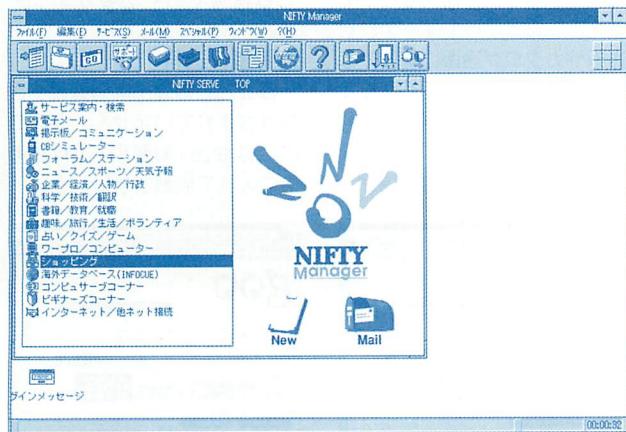 NIFTY Manager
ファイル(F) 編集(E) サービス(S) メール(M) スペシャル(P) ウィンドウ(W) ?(H)
GO
?
NIFTY SERVE TOP
サービス案内・検索
電子メール
掲示板/コミュニケーション
CBシミュレーター
フォーラム/ステーション
ニュース/スポーツ/天気予報
企業/経済/人物/行政
科学/技術/翻訳
書籍/教育/就職
趣味/旅行/生活/ボランティア
占い/クイズ/ゲーム
ワープロ/コンピューター
ショッピング
海外データベース(INFOCUE)
コンピュサーブコーナー
ビギナーズコーナー
インターネット/他ネット接続
NIFTY
Manager
New
Mail
グインメッセージ
00:00:32